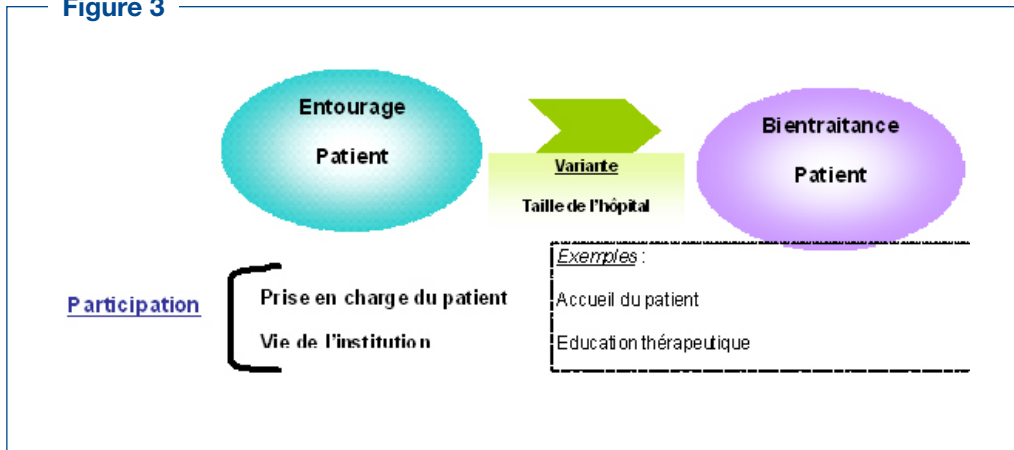 Figure 3
Entourage
Patient
Variante
Taille de l'hôpital
Bientraitance
Patient
Participation
Prise en charge du patient
Vie de l'institution
Exemples :
Accueil du patient
Education thérapeutique